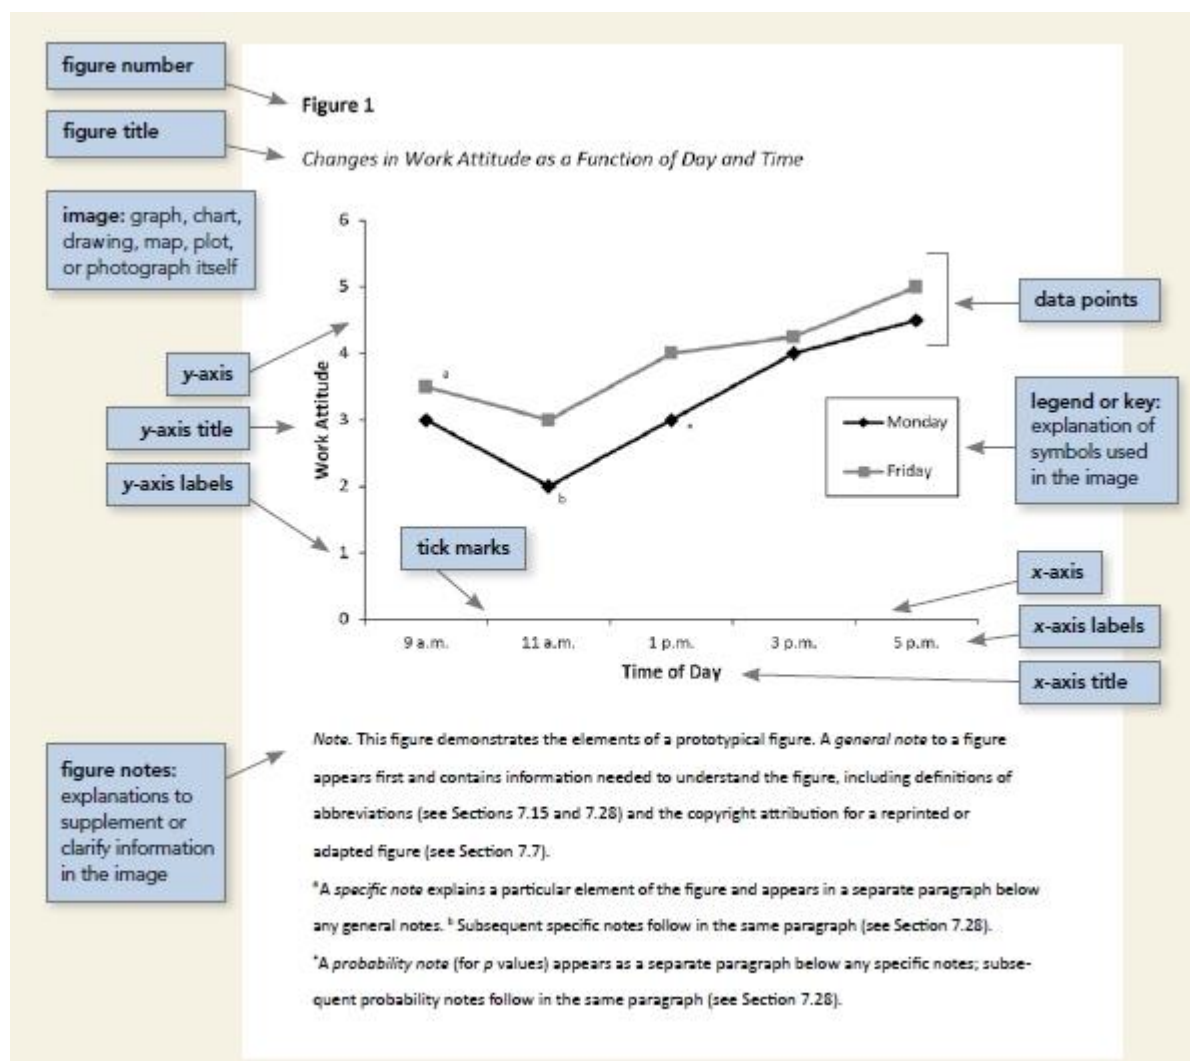 figure number
Figure 1
figure title
Changes in Work Attitude as a Function of Day and Time
image: graph, chart,
drawing, map, plot,
or photograph itself
6
5
4
3
2
1
0
a
b
*
data points
y-axis
y-axis title
y-axis labels
Work Attitude
legend or key:
explanation of
symbols used
in the image
Monday
Friday
tick marks
x-axis
x-axis labels
x-axis title
9 a.m. 11 a.m. 1 p.m. 3 p.m. 5 p.m.
Time of Day
figure notes:
explanations to
supplement or
clarify information
in the image
Note. This figure demonstrates the elements of a prototypical figure. A general note to a figure
appears first and contains information needed to understand the figure, including definitions of
abbreviations (see Sections 7.15 and 7.28) and the copyright attribution for a reprinted or
adapted figure (see Section 7.7).
ᵃA specific note explains a particular element of the figure and appears in a separate paragraph below
any general notes. ᵇ Subsequent specific notes follow in the same paragraph (see Section 7.28).
*A probability note (for p values) appears as a separate paragraph below any specific notes; subse-
quent probability notes follow in the same paragraph (see Section 7.28).